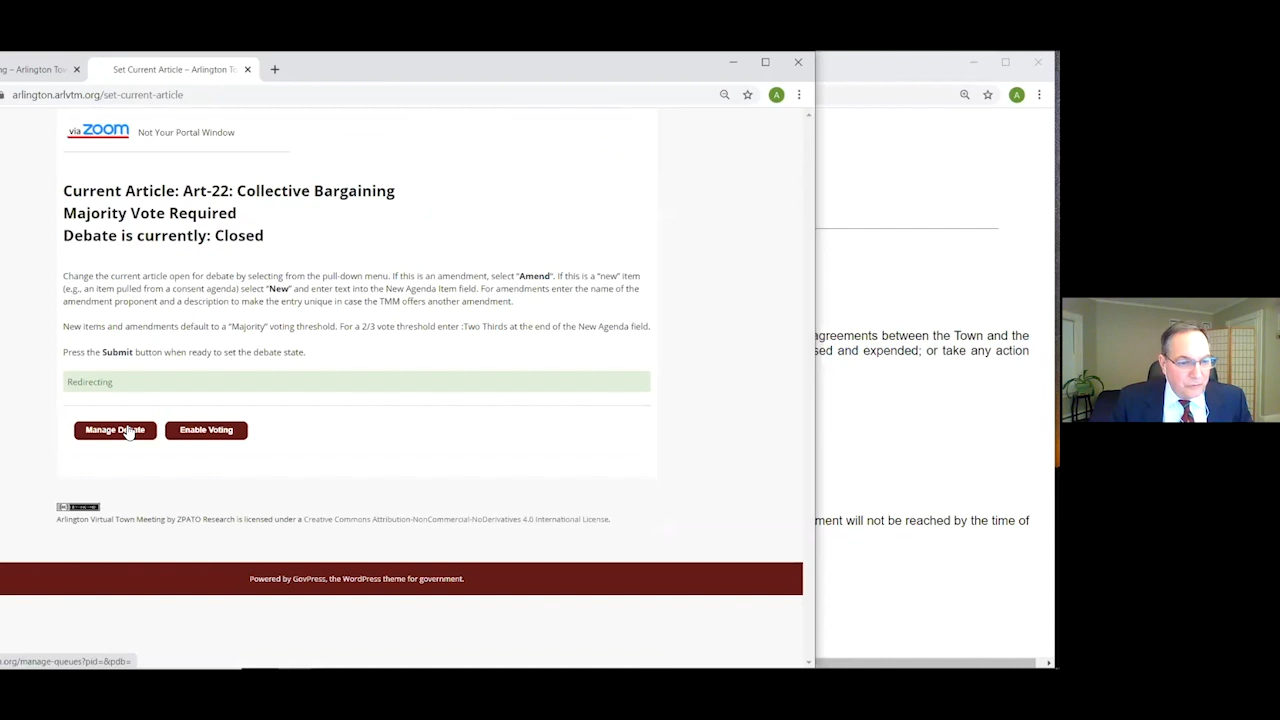 ng – Arlington To
Set Current Article – Arlington To
arlington.arlvtm.org/set-current-article
A
A
via zoom Not Your Portal Window
Current Article: Art-22: Collective Bargaining
Majority Vote Required
Debate is currently: Closed
Change the current article open for debate by selecting from the pull-down menu. If this is an amendment, select "Amend". If this is a "new" item
(e.g., an item pulled from a consent agenda) select "New" and enter text into the New Agenda Item field. For amendments enter the name of the
amendment proponent and a description to make the entry unique in case the TMM offers another amendment.
New items and amendments default to a "Majority" voting threshold. For a 2/3 vote threshold enter :Two Thirds at the end of the New Agenda field.
Press the Submit button when ready to set the debate state.
Redirecting
Manage Debate
Enable Voting
Arlington Virtual Town Meeting by ZPATO Research is licensed under a Creative Commons Attribution-NonCommercial-NoDerivatives 4.0 International License.
Powered by GovPress, the WordPress theme for government.
n.org/manage-queues?pid=&pdb=
agreements between the Town and the
sed and expended; or take any action
ment will not be reached by the time of